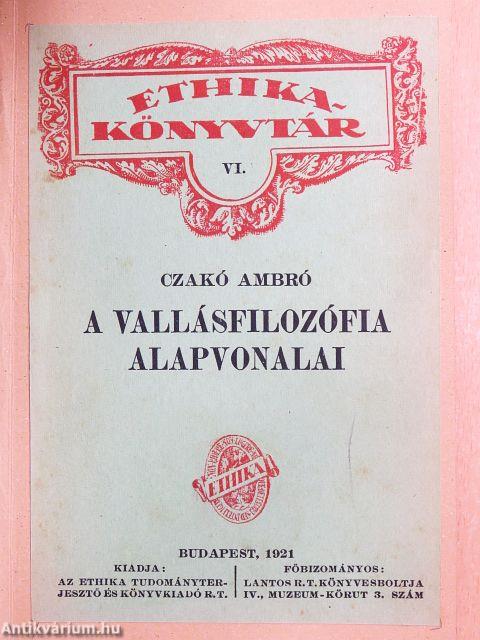 ETHIKA-
KÖNYVTÁR
VI.
CZAKÓ AMBRÓ
A VALLÁSFILOZÓFIA
ALAPVONALAI
ETHIKA
BUDAPEST, 1921
KIADJA:
AZ ETHIKA TUDOMÁNYTER-
JESZTŐ ÉS KÖNYVKIADÓ R.T.
FŐBIZOMÁNYOS:
LANTOS R.T. KÖNYVESBOLTJA
IV., MUZEUM-KÖRUT 3. SZÁM
Antikvárium.hu